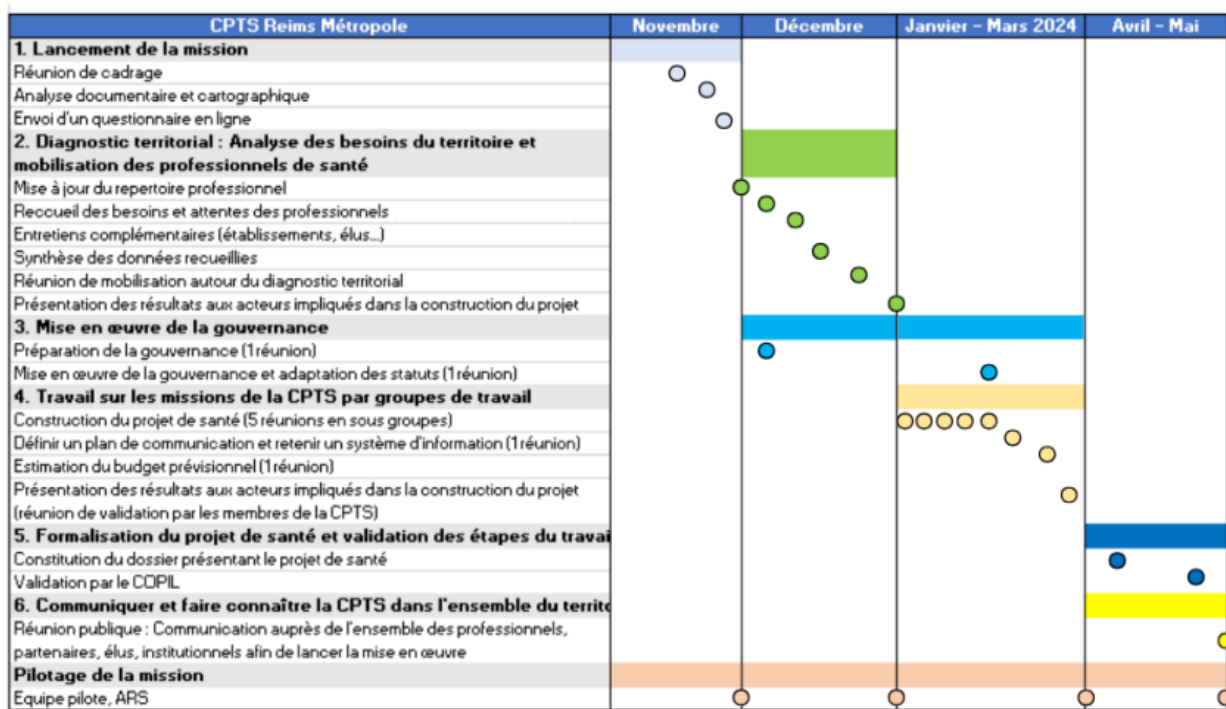 CPTS Reims Métropole Novembre Décembre Janvier - Mars 2024 Avril - Mai
1. Lancement de la mission
Réunion de cadrage
Analyse documentaire et cartographique
Envoi d'un questionnaire en ligne
2. Diagnostic territorial : Analyse des besoins du territoire et
mobilisation des professionnels de santé
Mise à jour du repertoire professionnel
Reccueil des besoins et attentes des professionnels
Entretiens complémentaires (établissements, élus...)
Synthèse des données recueillies
Réunion de mobilisation autour du diagnostic territorial
Présentation des résultats aux acteurs impliqués dans la construction du projet
3. Mise en œuvre de la gouvernance
Préparation de la gouvernance (1 réunion)
Mise en œuvre de la gouvernance et adaptation des statuts (1 réunion)
4. Travail sur les missions de la CPTS par groupes de travail
Construction du projet de santé (5 réunions en sous groupes)
Définir un plan de communication et retenir un système d'information (1 réunion)
Estimation du budget prévisionnel (1 réunion)
Présentation des résultats aux acteurs impliqués dans la construction du projet
(réunion de validation par les membres de la CPTS)
5. Formalisation du projet de santé et validation des étapes du travai
Constitution du dossier présentant le projet de santé
Validation par le COPIL
6. Communiquer et faire connaître la CPTS dans l'ensemble du territo
Réunion publique : Communication auprès de l'ensemble des professionnels,
partenaires, élus, institutionnels afin de lancer la mise en œuvre
Pilotage de la mission
Equipe pilote, ARS